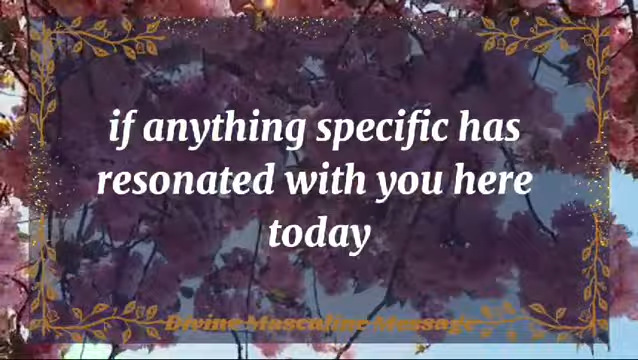 if anything specific has
resonated with you here
today
Divine Masculine Message